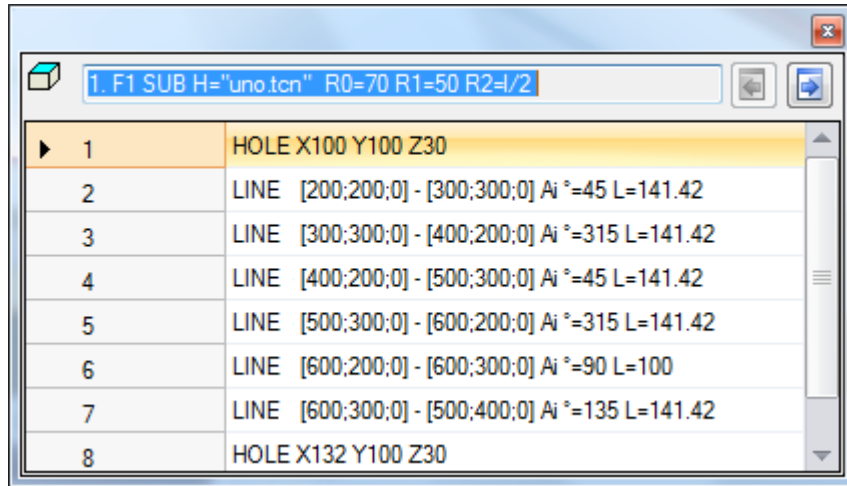 1. F1 SUB H="uno.tcn" R0=70 R1=50 R2=l/2
1 HOLE X100 Y100 Z30
2 LINE [200;200;0] - [300;300;0] Ai °=45 L=141.42
3 LINE [300;300;0] - [400;200;0] Ai °=315 L=141.42
4 LINE [400;200;0] - [500;300;0] Ai °=45 L=141.42
5 LINE [500;300;0] - [600;200;0] Ai °=315 L=141.42
6 LINE [600;200;0] - [600;300;0] Ai °=90 L=100
7 LINE [600;300;0] - [500;400;0] Ai °=135 L=141.42
8 HOLE X132 Y100 Z30